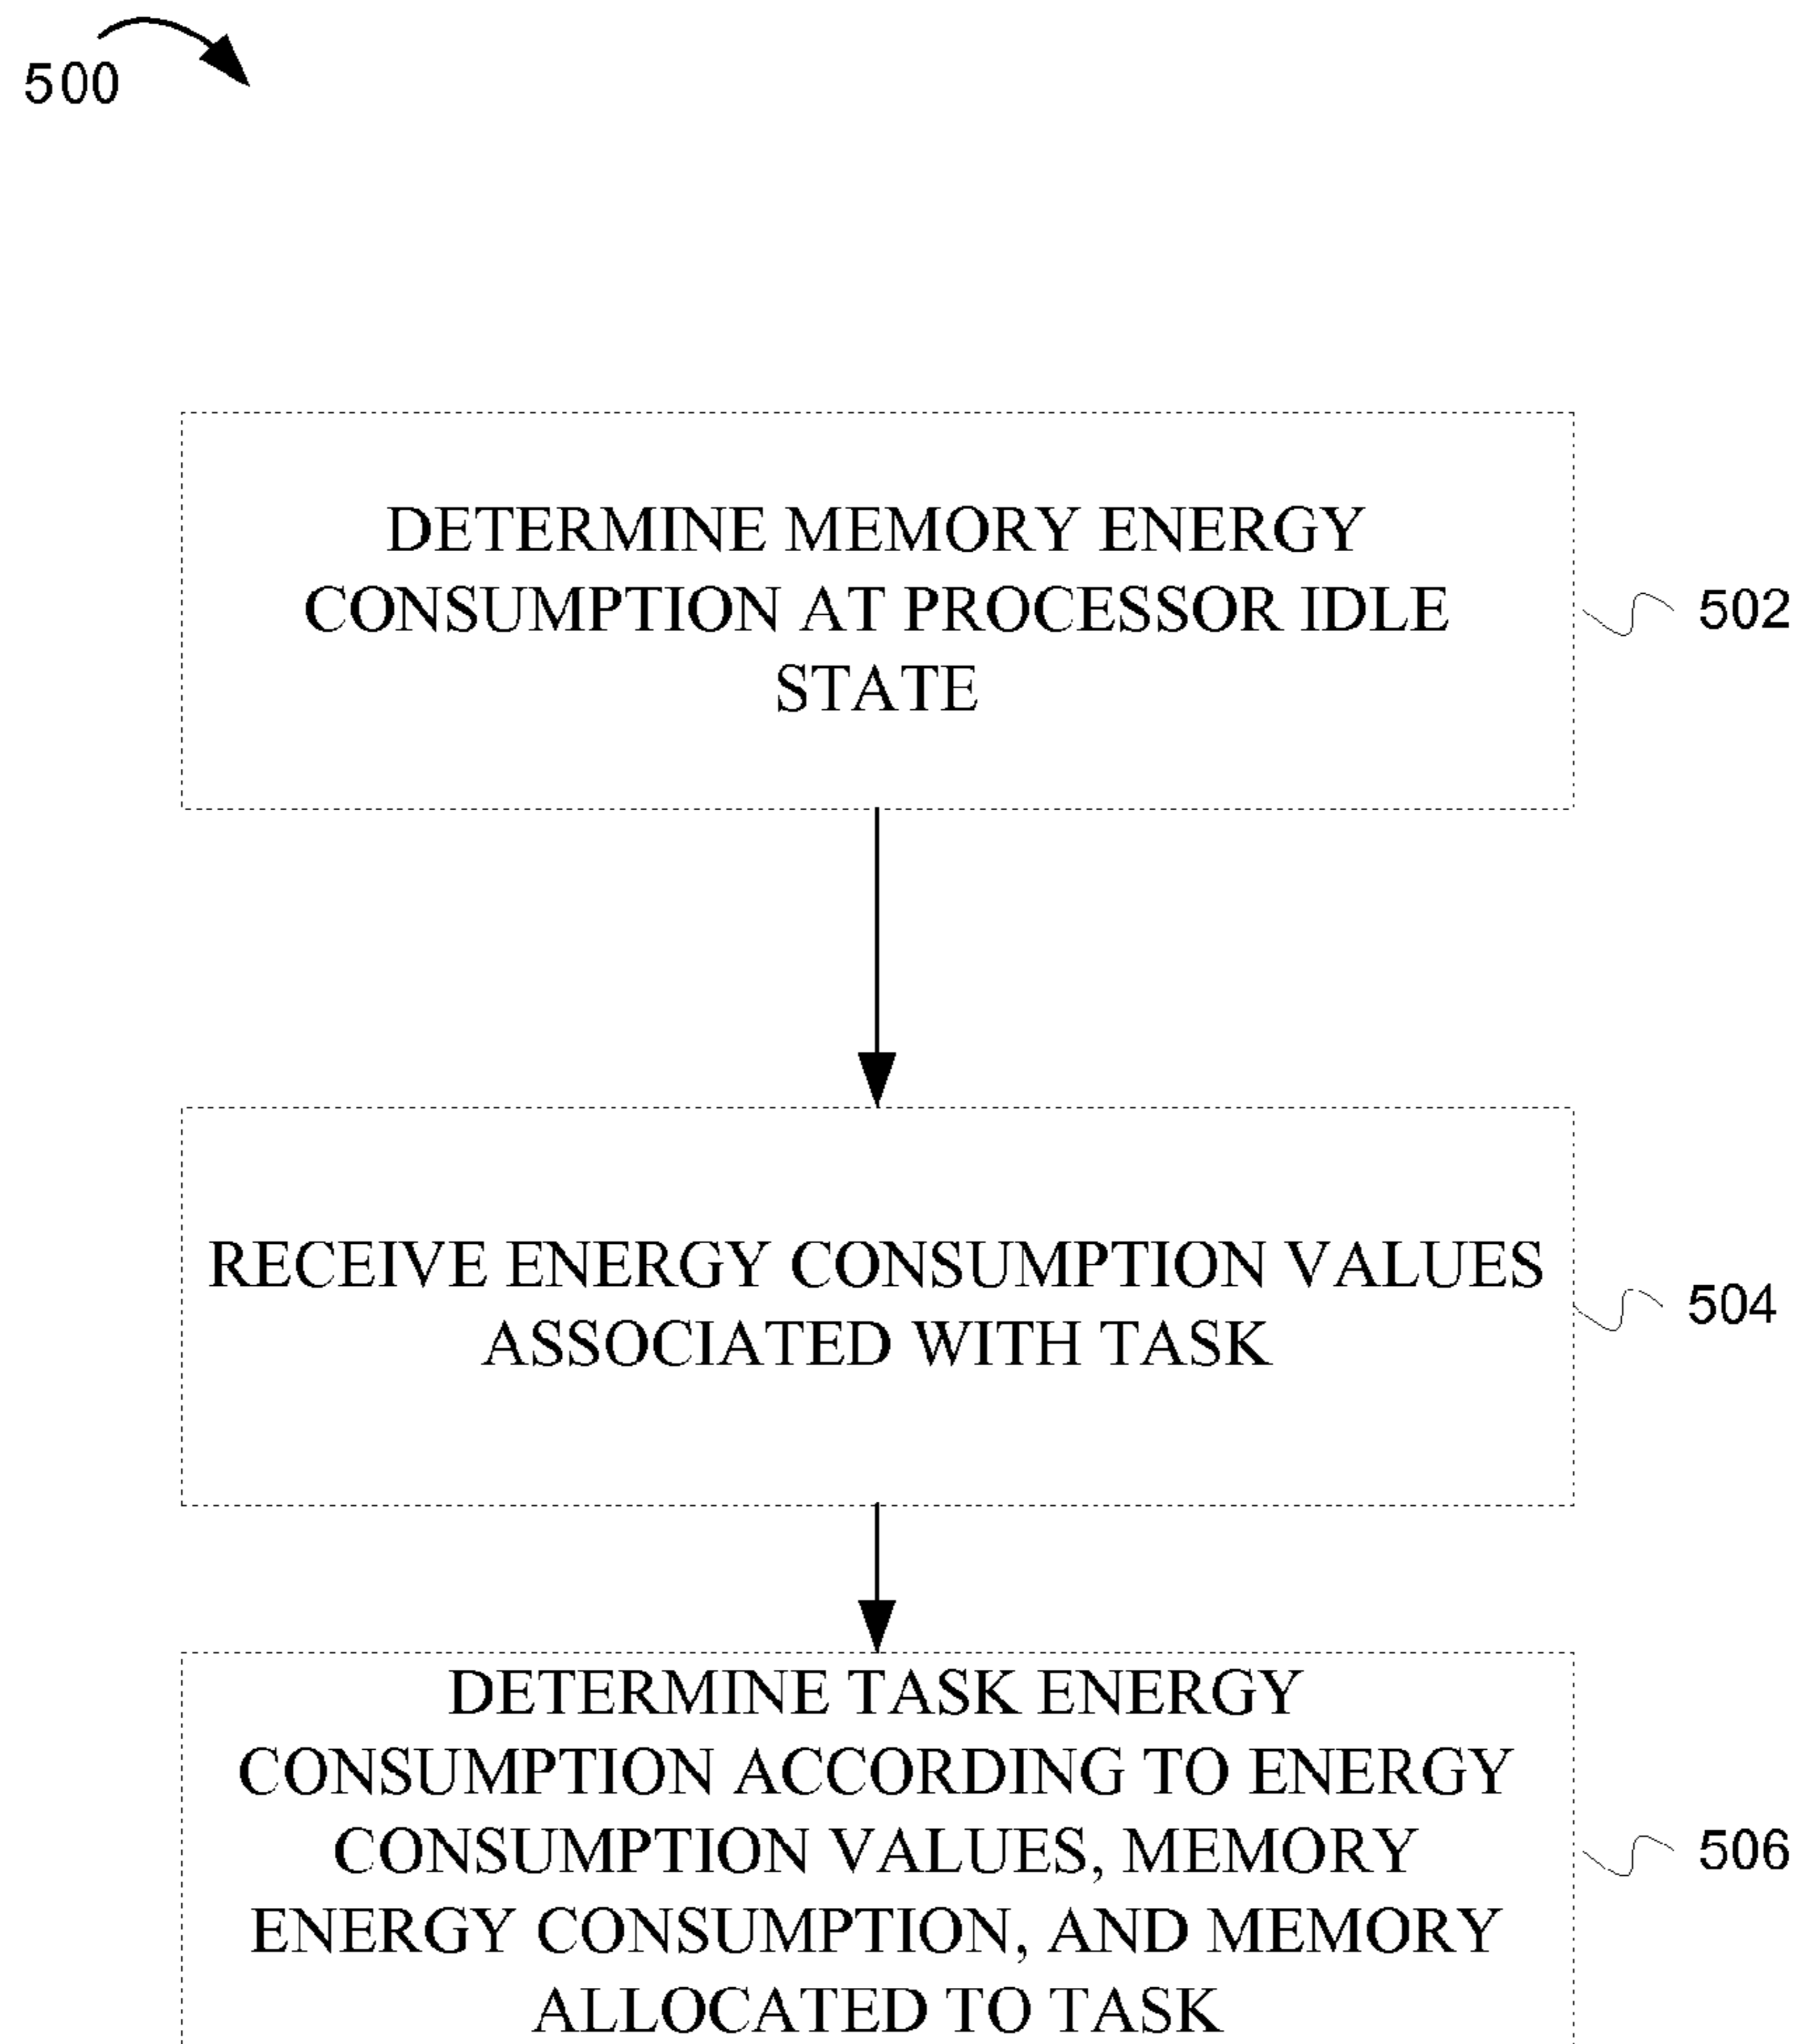 500
DETERMINE MEMORY ENERGY
CONSUMPTION AT PROCESSOR IDLE
STATE
502
RECEIVE ENERGY CONSUMPTION VALUES
ASSOCIATED WITH TASK
504
DETERMINE TASK ENERGY
CONSUMPTION ACCORDING TO ENERGY
CONSUMPTION VALUES, MEMORY
ENERGY CONSUMPTION, AND MEMORY
ALLOCATED TO TASK
506